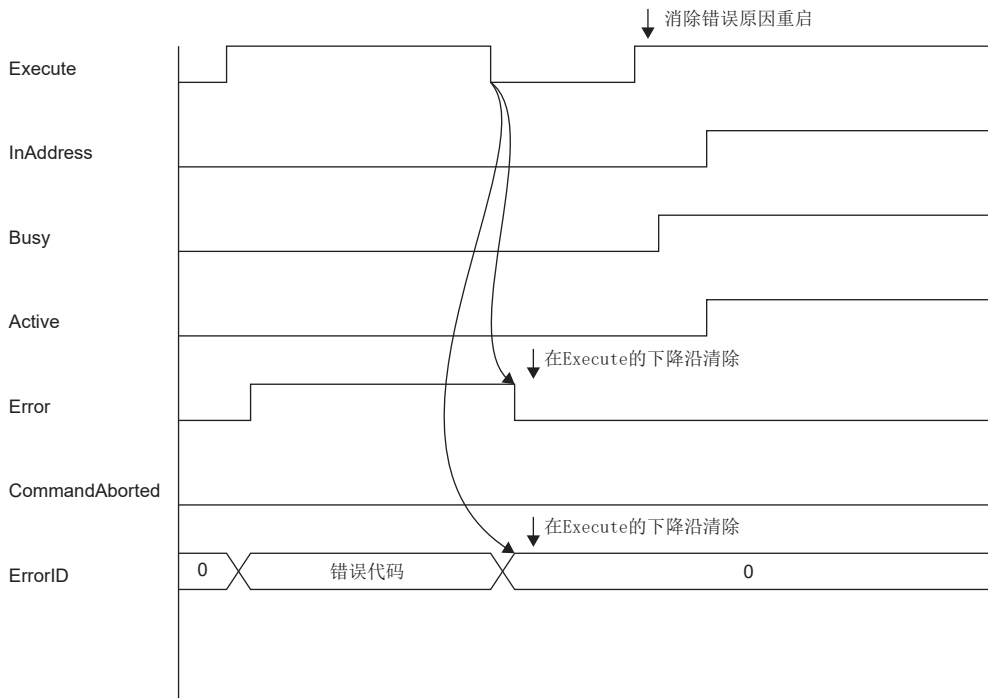 消除错误原因重启
Execute
InAddress
Busy
Active
在Execute的下降沿清除
Error
CommandAborted
在Execute的下降沿清除
ErrorID 0 错误代码 0